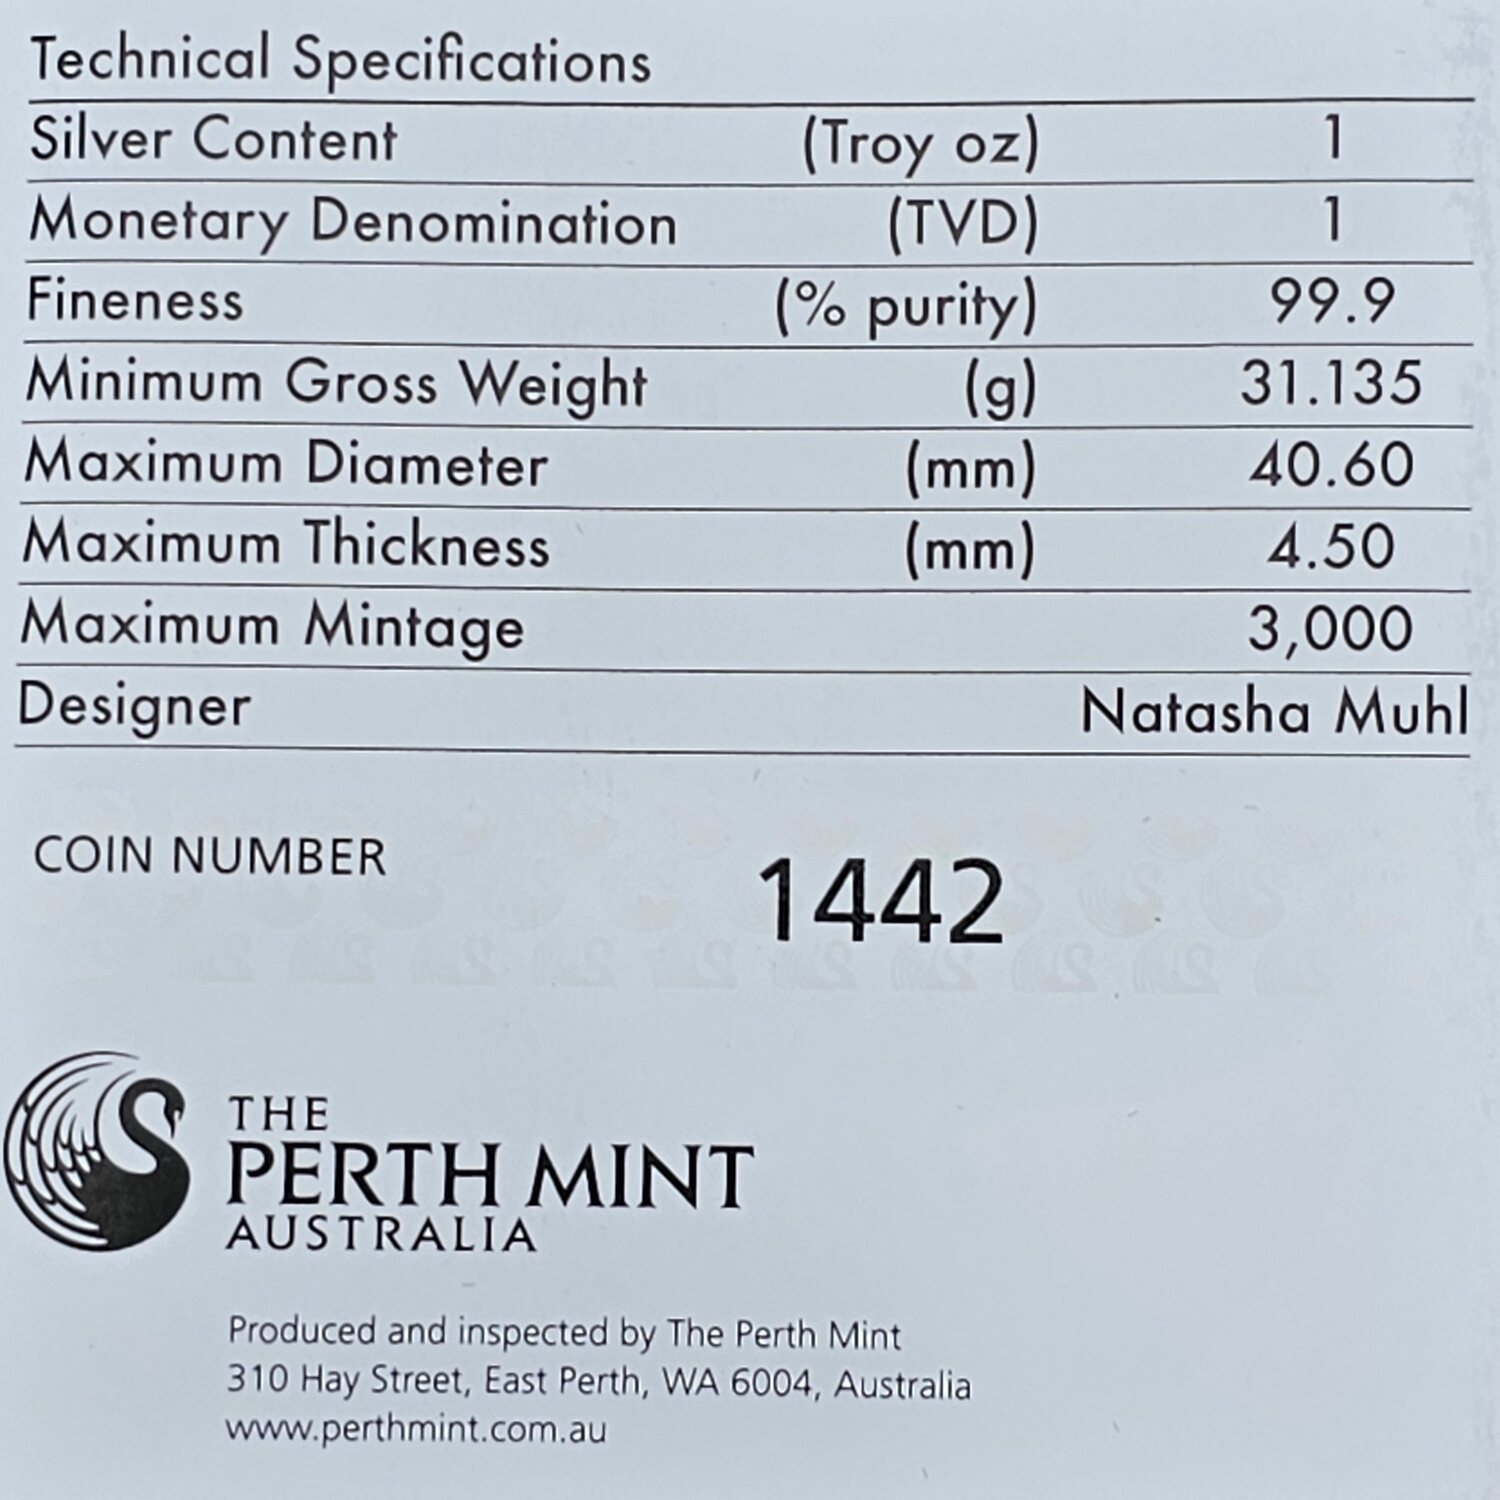 Technical Specifications
Silver Content (Troy oz) 1
Monetary Denomination (TVD) 1
Fineness (% purity) 99.9
Minimum Gross Weight (g) 31.135
Maximum Diameter (mm) 40.60
Maximum Thickness (mm) 4.50
Maximum Mintage 3,000
Designer Natasha Muhl
COIN NUMBER 1442
THE
PERTH MINT
AUSTRALIA
Produced and inspected by The Perth Mint
310 Hay Street, East Perth, WA 6004, Australia
www.perthmint.com.au